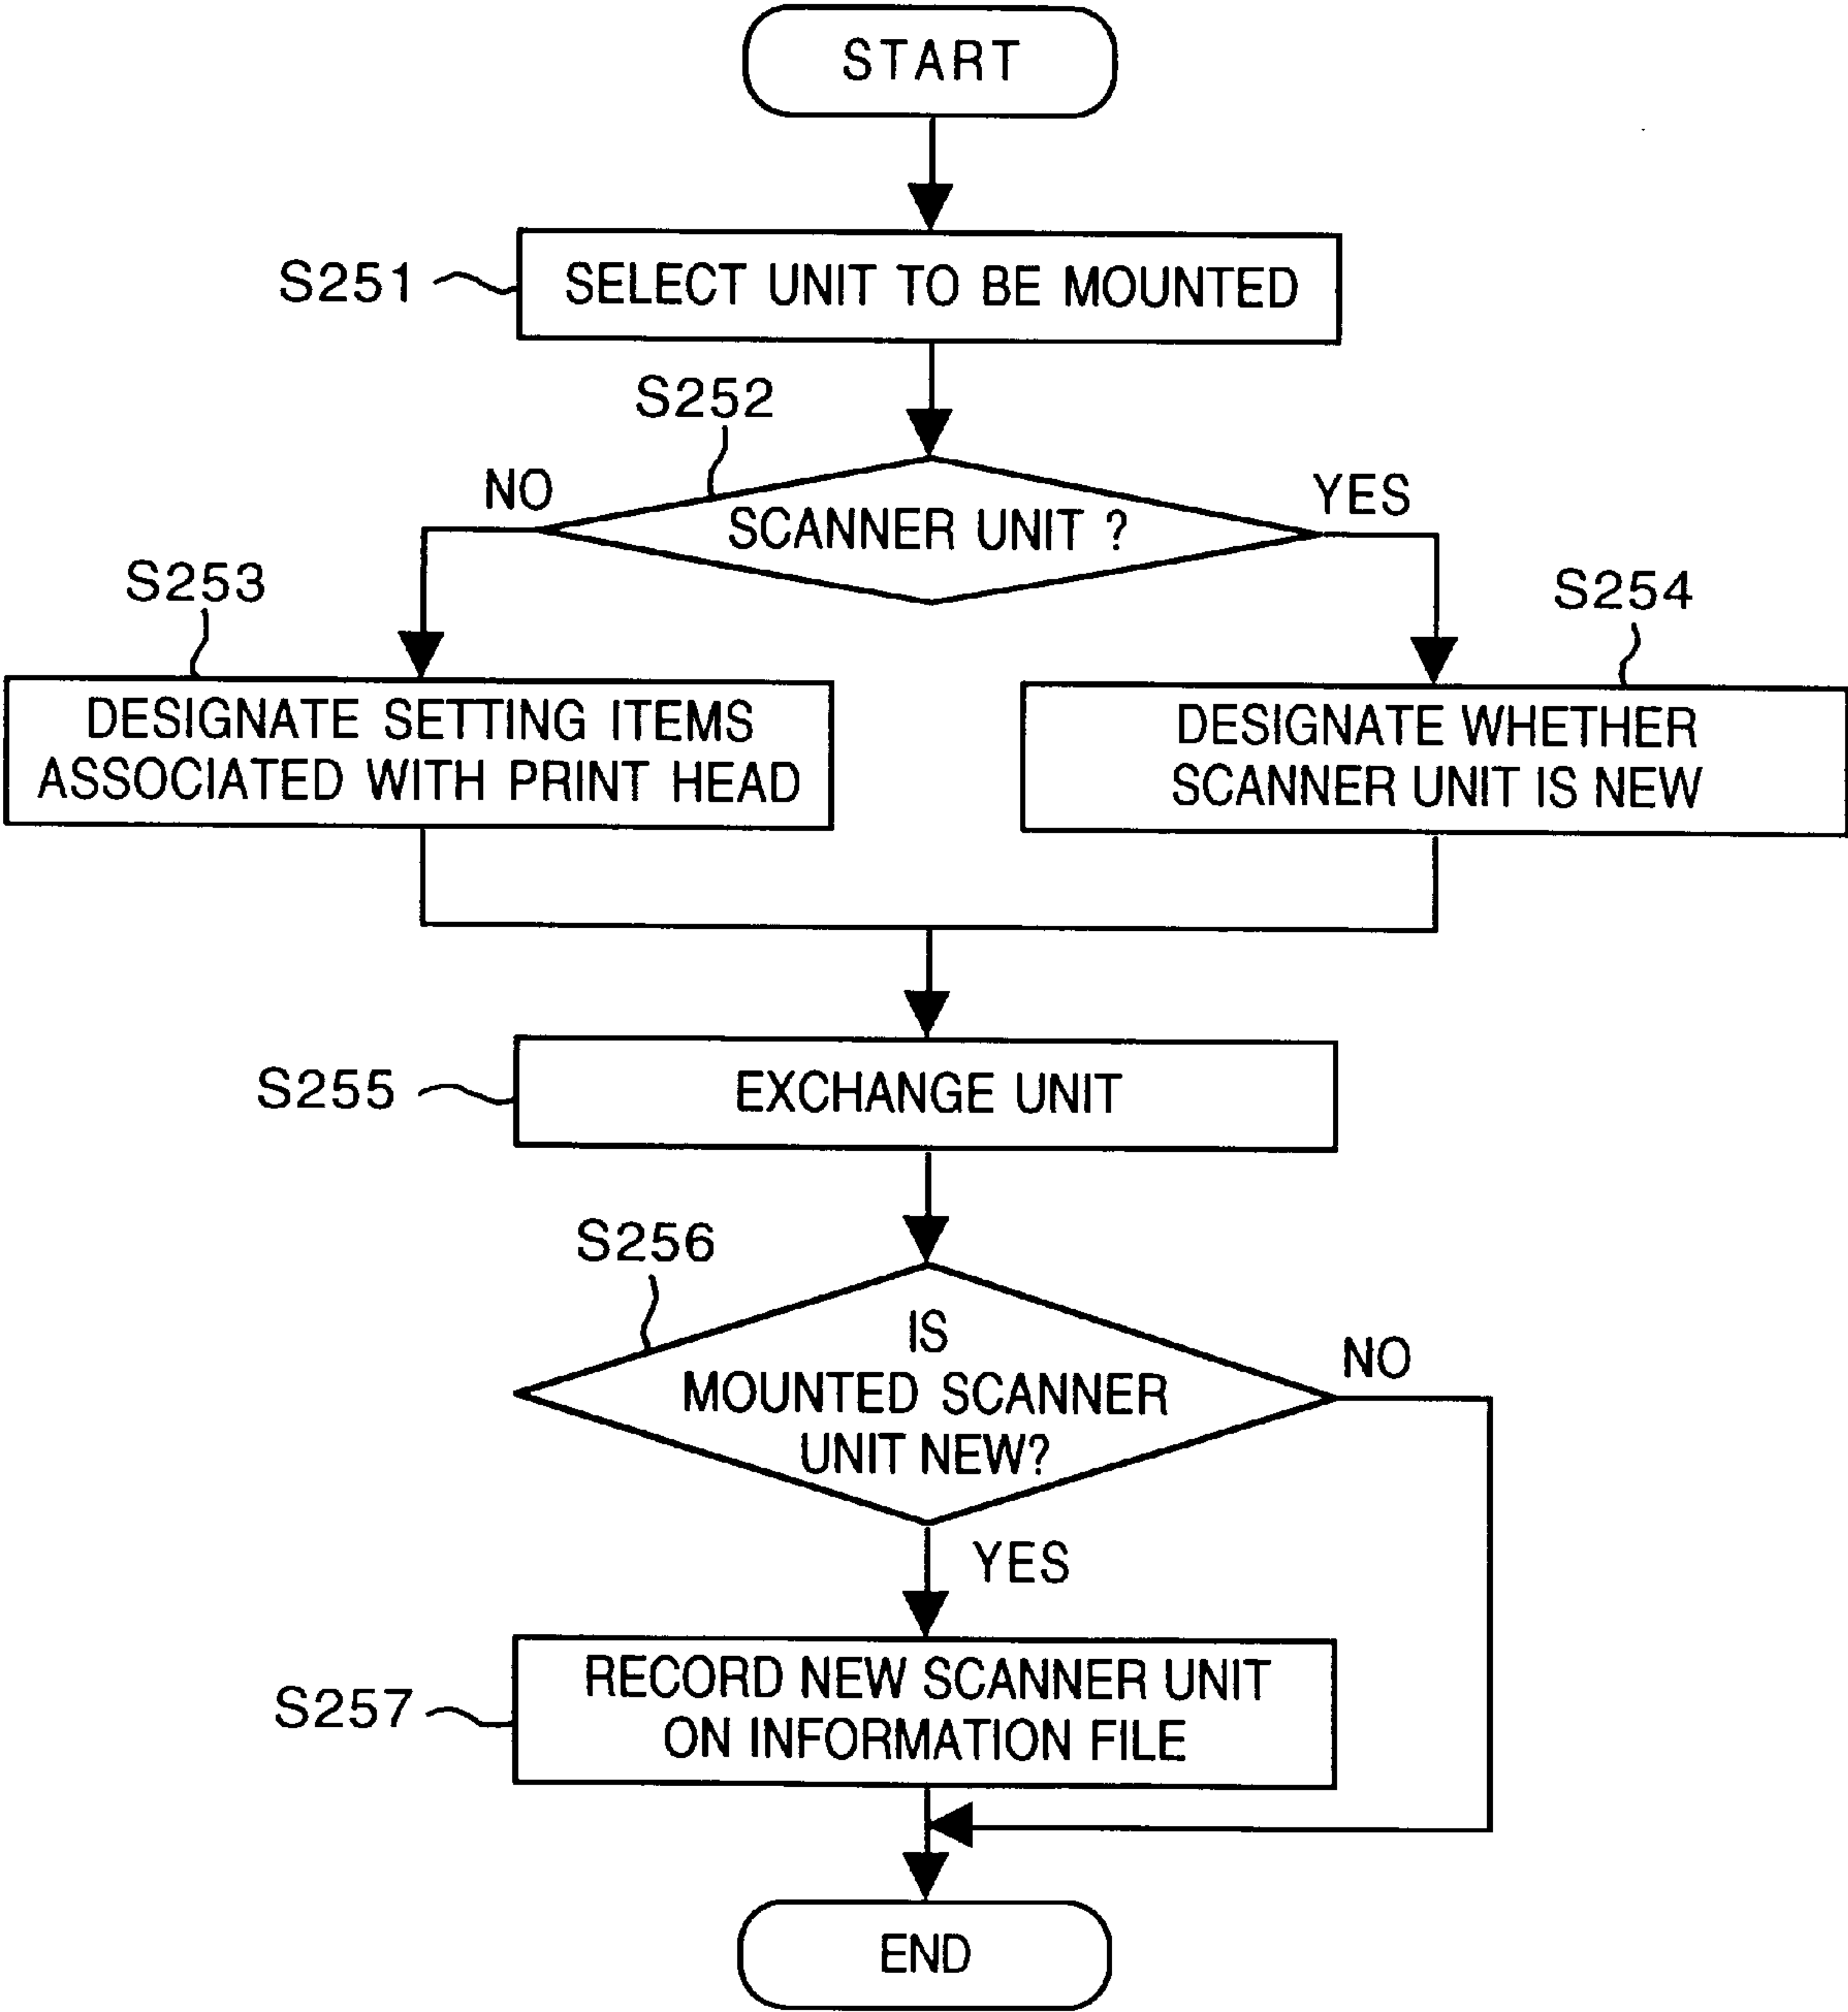 START
S251
SELECT UNIT TO BE MOUNTED
S252
NO
YES
SCANNER UNIT ?
S253
S254
DESIGNATE SETTING ITEMS
ASSOCIATED WITH PRINT HEAD
DESIGNATE WHETHER
SCANNER UNIT IS NEW
S255
EXCHANGE UNIT
S256
IS
MOUNTED SCANNER
UNIT NEW?
NO
YES
S257
RECORD NEW SCANNER UNIT
ON INFORMATION FILE
END